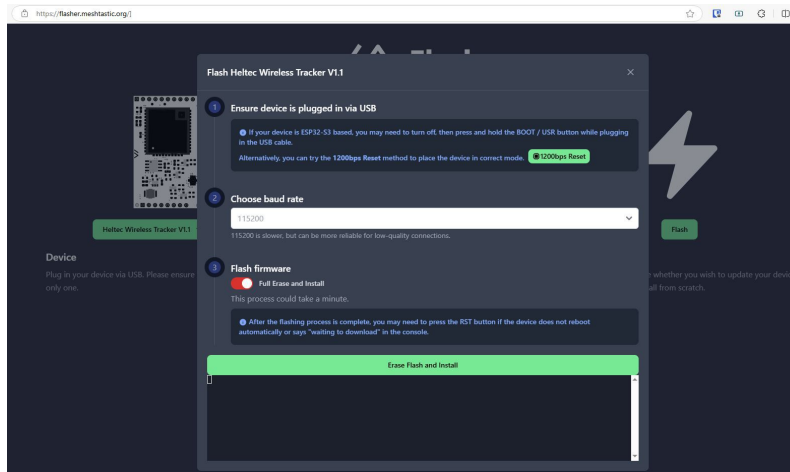 https://flasher.meshtastic.org/]
Flash Heltec Wireless Tracker V1.1
1
Ensure device is plugged in via USB
If your device is ESP32-S3 based, you may need to turn off, then press and hold the BOOT / USR button while plugging
in the USB cable.
Alternatively, you can try the 1200bps Reset method to place the device in correct mode.
1200bps Reset
2
Choose baud rate
115200
115200 is slower, but can be more reliable for low-quality connections.
3
Flash firmware
Full Erase and Install
This process could take a minute.
After the flashing process is complete, you may need to press the RST button if the device does not reboot
automatically or says "waiting to download" in the console.
Erase Flash and Install
Heltec Wireless Tracker V1.1
Device
Plug in your device via USB. Please ensure
only one.
Flash
whether you wish to update your
all from scratch.